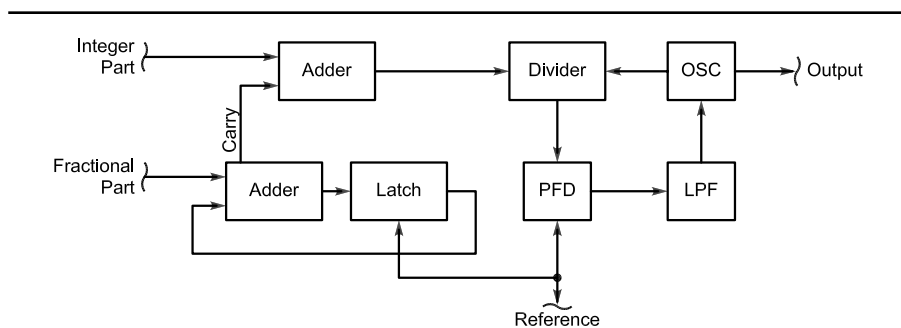 Integer
Part
Adder
Divider
OSC
Output
Carry
Fractional
Part
Adder
Latch
PFD
LPF
Reference